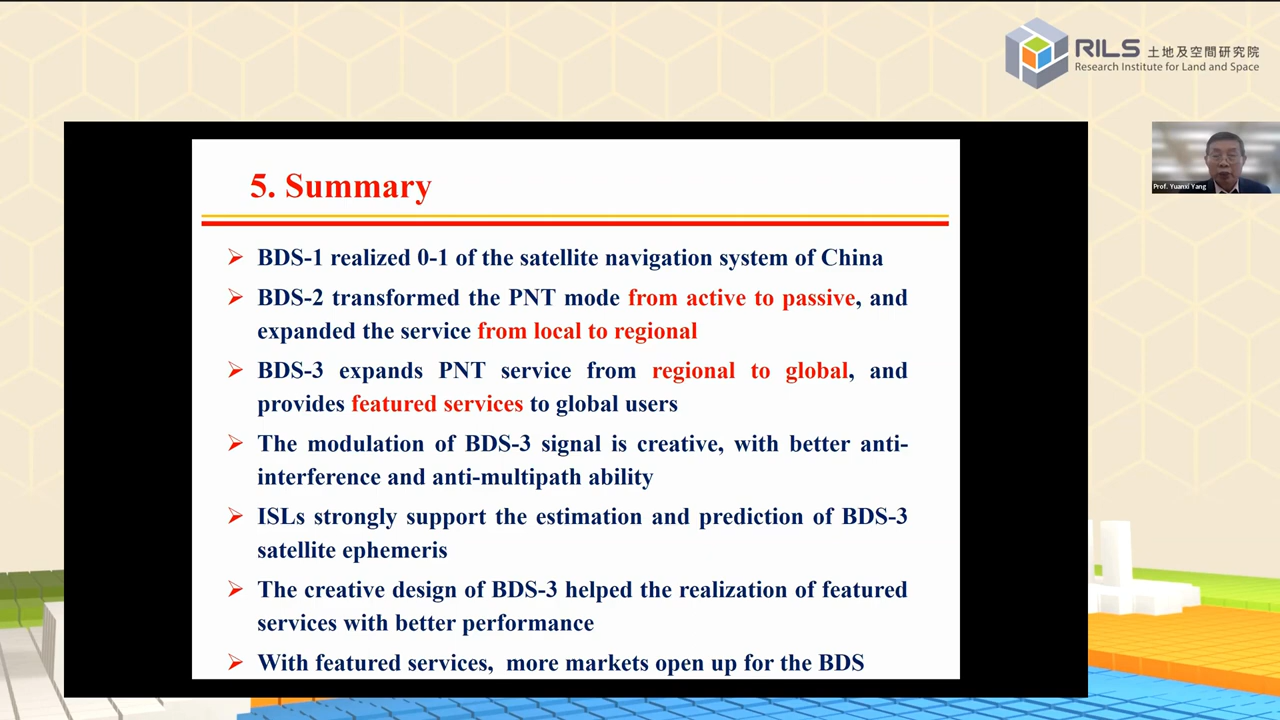 RILS 土地及空間研究院
Research Institute for Land and Space
Prof. Yuanxi Yang
5. Summary
BDS-1 realized 0-1 of the satellite navigation system of China
BDS-2 transformed the PNT mode from active to passive, and
expanded the service from local to regional
BDS-3 expands PNT service from regional to global, and
provides featured services to global users
The modulation of BDS-3 signal is creative, with better anti-
interference and anti-multipath ability
ISLs strongly support the estimation and prediction of BDS-3
satellite ephemeris
The creative design of BDS-3 helped the realization of featured
services with better performance
With featured services,  more markets open up for the BDS